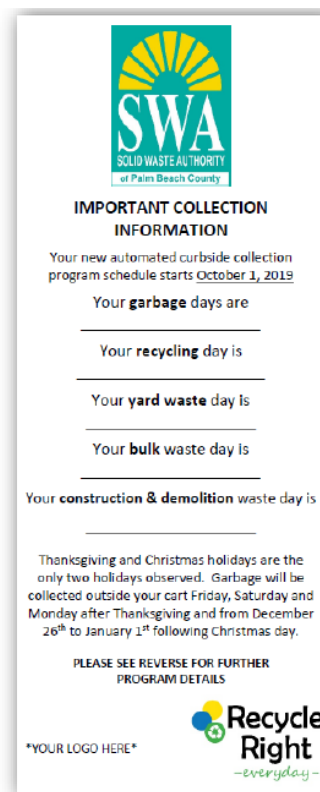 SWA
SOLID WASTE AUTHORITY
of Palm Beach County
IMPORTANT COLLECTION
INFORMATION
Your new automated curbside collection
program schedule starts October 1, 2019
Your garbage days are
Your recycling day is
Your yard waste day is
Your bulk waste day is
Your construction & demolition waste day is
Thanksgiving and Christmas holidays are the
only two holidays observed. Garbage will be
collected outside your cart Friday, Saturday and
Monday after Thanksgiving and from December
26th to January 1st following Christmas day.
PLEASE SEE REVERSE FOR FURTHER
PROGRAM DETAILS
*YOUR LOGO HERE*
Recycle
Right
-everyday-